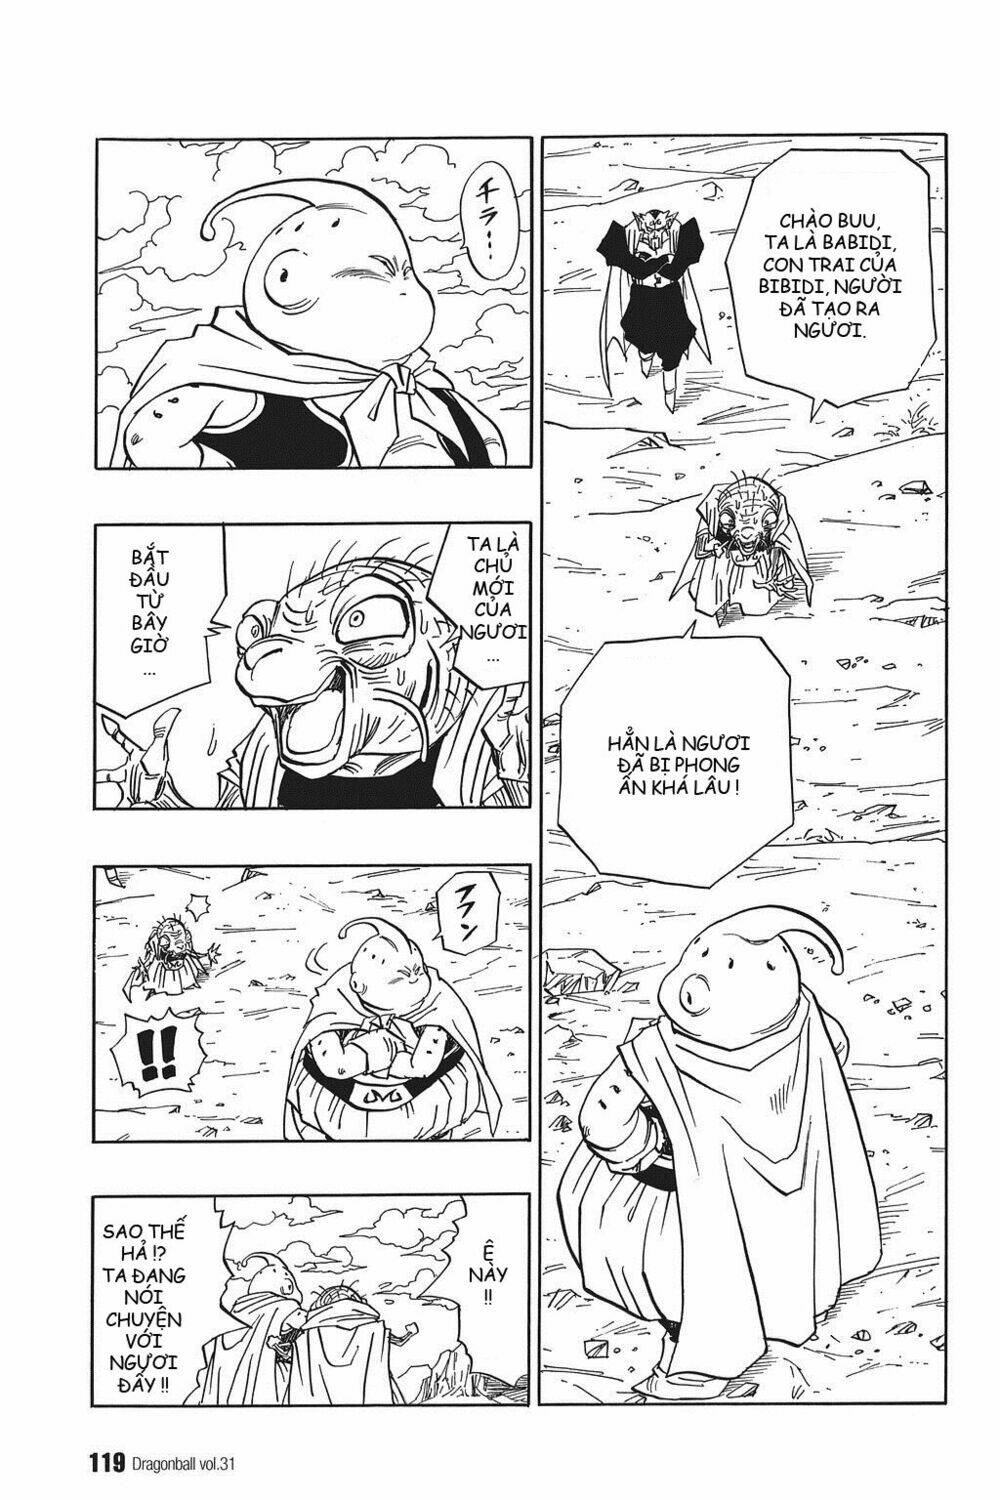 CHÀO BUU,
TA LÀ BABIDI,
CON TRAI CỦA
BIBIDI, NGƯỜI
ĐÃ TẠO RA
NGƯƠI.
HẲN LÀ NGƯƠI
ĐÃ BỊ PHONG
ẤN KHÁ LÂU !
チラ…
TA LÀ
CHỦ
MỚI
CỦA
NGƯƠI
...
BẮT
ĐẦU
TỪ
BÂY
GIỜ
...
プン
!!
Ê
NÀY
!!
SAO THẾ
HẢ !?
TA ĐANG
NÓI
CHUYỆN
VỚI
NGƯƠI
ĐẤY !!
119 Dragonball vol.31